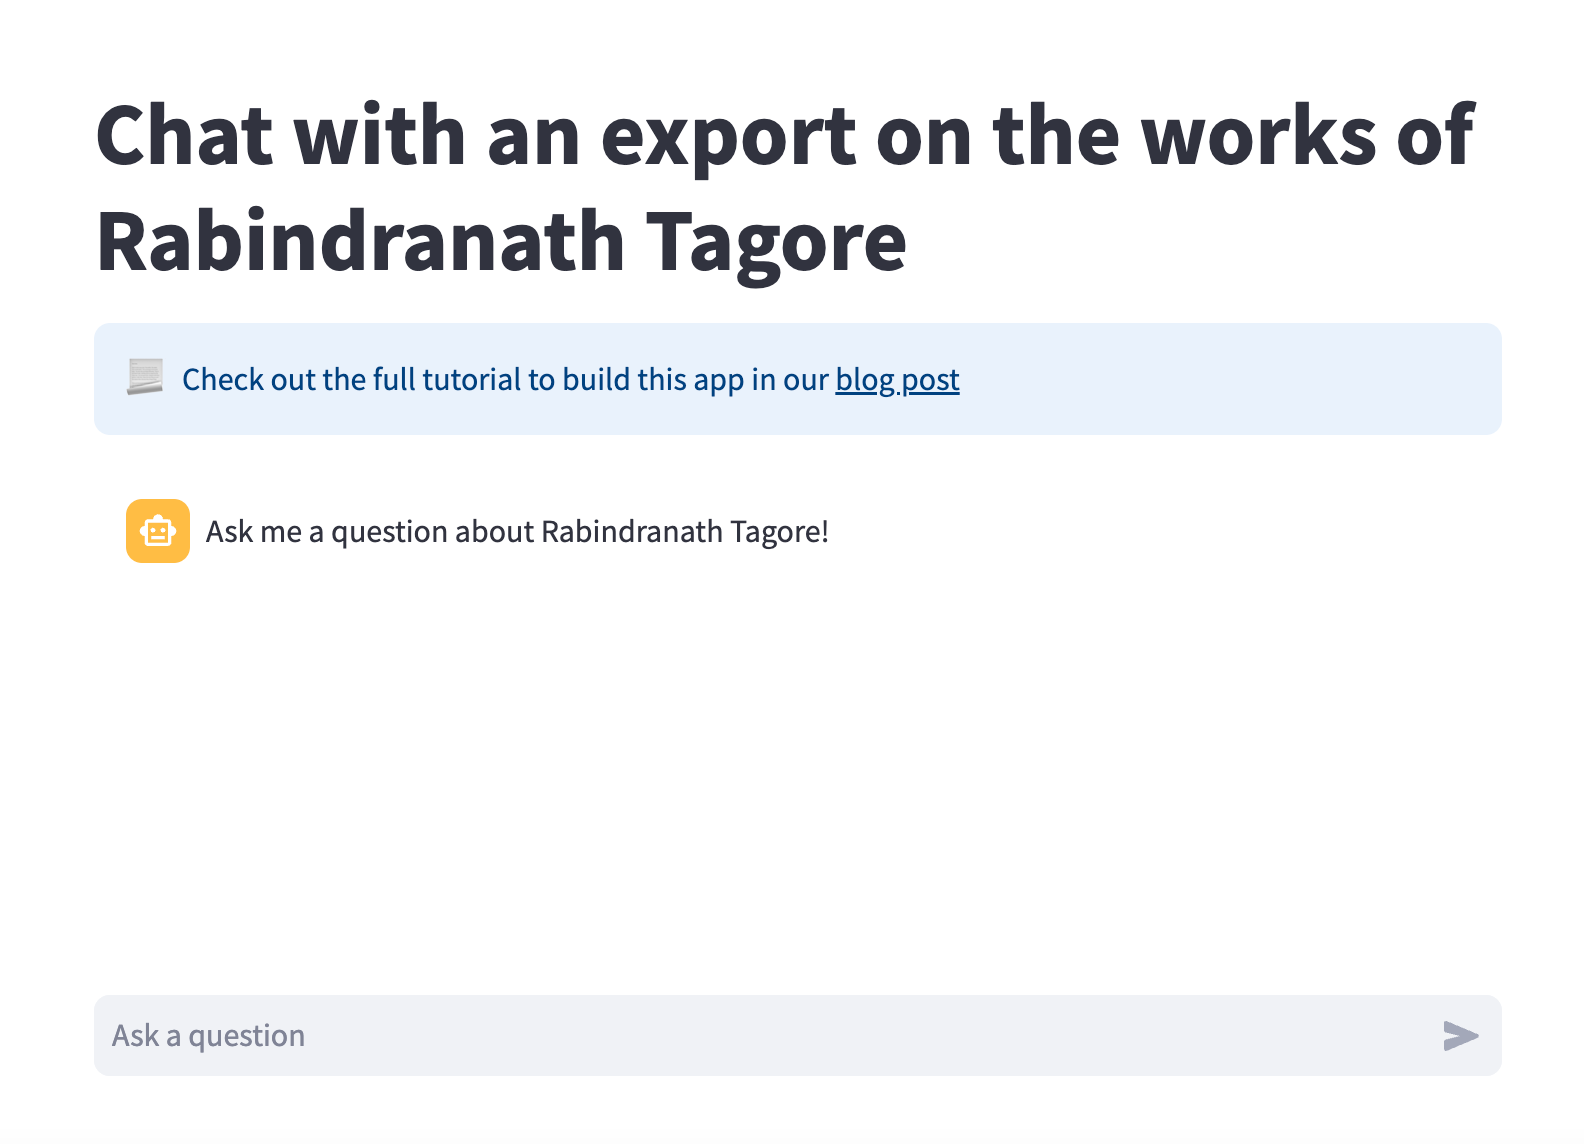 Chat with an export on the works of
Rabindranath Tagore
Check out the full tutorial to build this app in our blog post
Ask me a question about Rabindranath Tagore!
Ask a question